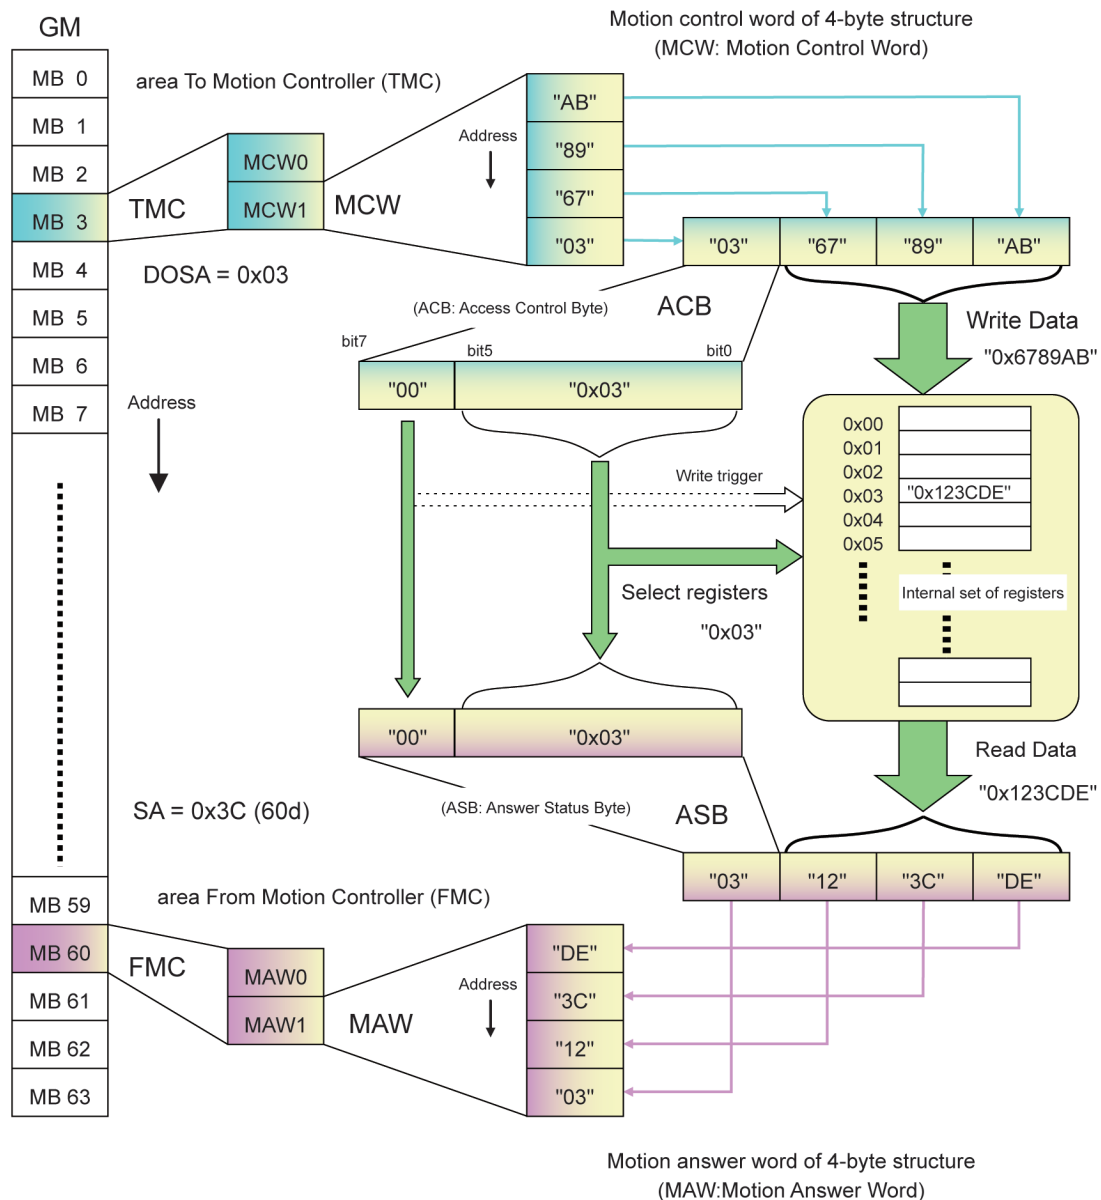 GM
Motion control word of 4-byte structure
(MCW: Motion Control Word)
MB 0
MB 1
MB 2
MB 3
MB 4
MB 5
MB 6
MB 7
area To Motion Controller (TMC)
MCW0
MCW1
TMC
MCW
DOSA = 0x03
Address
"AB"
"89"
"67"
"03"
"03" "67" "89" "AB"
(ACB: Access Control Byte)
ACB
Write Data
"0x6789AB"
bit7 bit5 bit0
"00" "0x03"
Address
0x00
0x01
0x02
0x03 "0x123CDE"
0x04
0x05
Internal set of registers
Write trigger
Select registers
"0x03"
"00" "0x03"
Read Data
"0x123CDE"
(ASB: Answer Status Byte)
ASB
SA = 0x3C (60d)
"03" "12" "3C" "DE"
MB 59
MB 60
MB 61
MB 62
MB 63
area From Motion Controller (FMC)
FMC
MAW0
MAW1
MAW
Address
"DE"
"3C"
"12"
"03"
Motion answer word of 4-byte structure
(MAW:Motion Answer Word)